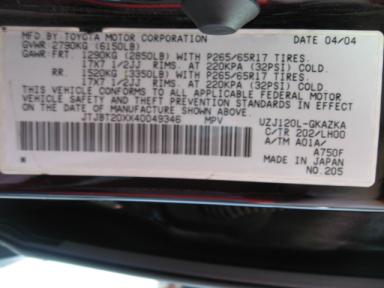 MFD BY: TOYOTA MOTOR CORPORATION DATE 04/04
GVWR 2790KG (6150LB)
GAWR: FRT. 1290KG (2850LB) WITH P265/65R17 TIRES.
17X7 1/2JJ RIMS. AT 220KPA (32PSI) COLD
RR. 1520KG (3350LB) WITH P265/65R17 TIRES.
17X7 1/2JJ RIMS. AT 220KPA (32PSI) COLD
THIS VEHICLE CONFORMS TO ALL APPLICABLE FEDERAL MOTOR
VEHICLE SAFETY AND THEFT PREVENTION STANDARDS IN EFFECT
ON THE DATE OF MANUFACTURE SHOWN ABOVE.
JTJBT20XX40049346 MPV UZJ120L-GKAZKA
C/TR 202/LH00
A/TM A01A/
A750F
MADE IN JAPAN
NO.205